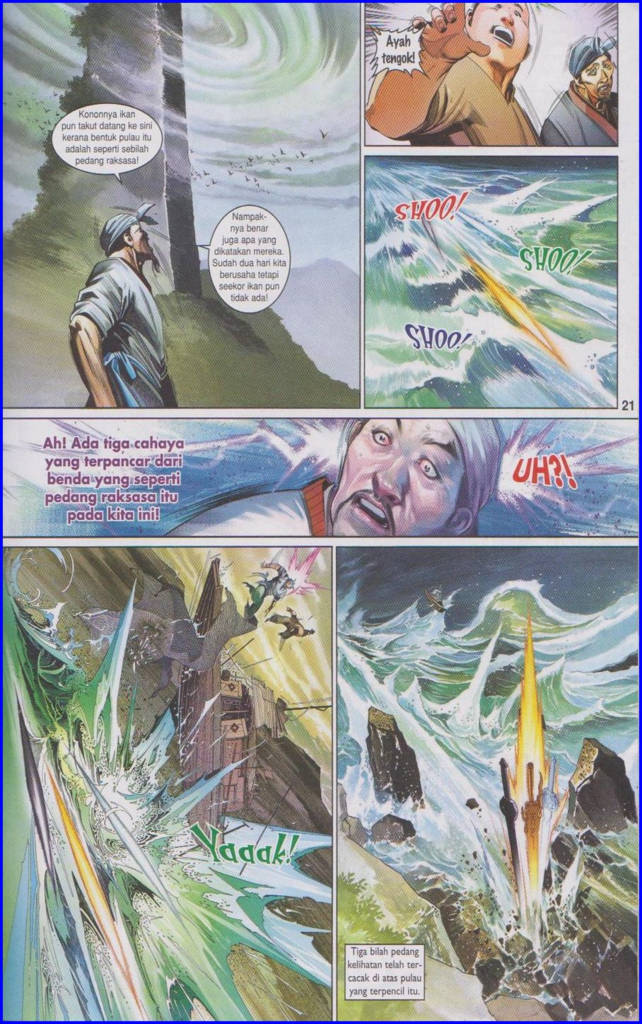 Kononnya ikan
pun takut datang ke sini
kerana bentuk pulau itu
adalah seperti sebilah
pedang raksasa!
Nampak-
nya benar
juga apa yang
dikatakan mereka.
Sudah dua hari kita
berusaha tetapi
seekor ikan pun
tidak ada!
Ayah
tengok!
SHOO!
SHOO!
SHOO!
21
Ah! Ada tiga cahaya
yang terpancar dari
benda yang seperti
pedang raksasa itu
pada kita ini!
UH?!
Yaaak!
Tiga bilah pedang
kelihatan telah ter-
cacak di atas pulau
yang terpencil itu.